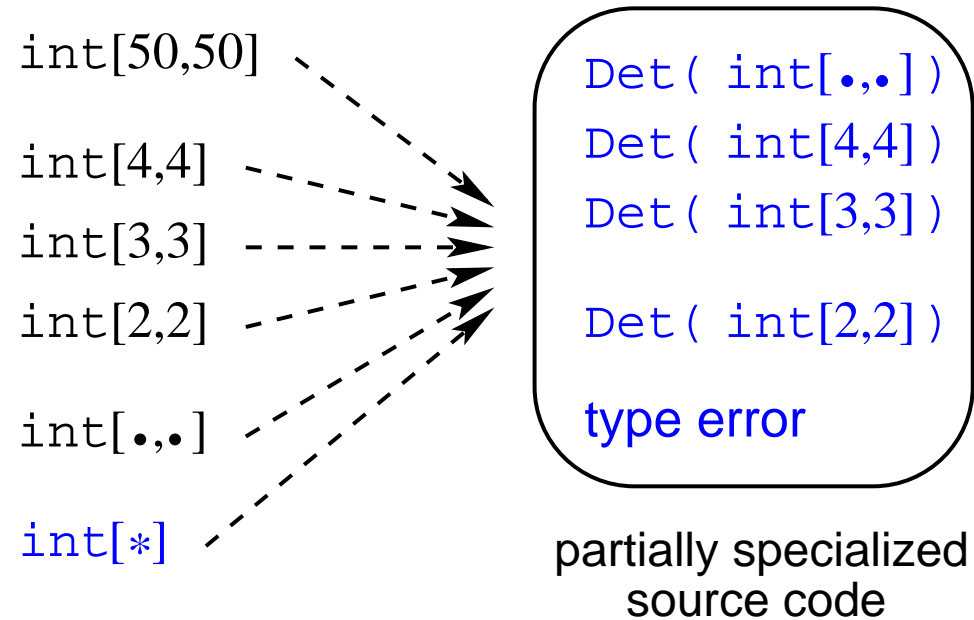 int[50,50]
int[4,4]
int[3,3]
int[2,2]
int[•,•]
int[*]
Det( int[•,•])
Det( int[4,4])
Det( int[3,3])
Det( int[2,2])
type error
partially specialized
source code